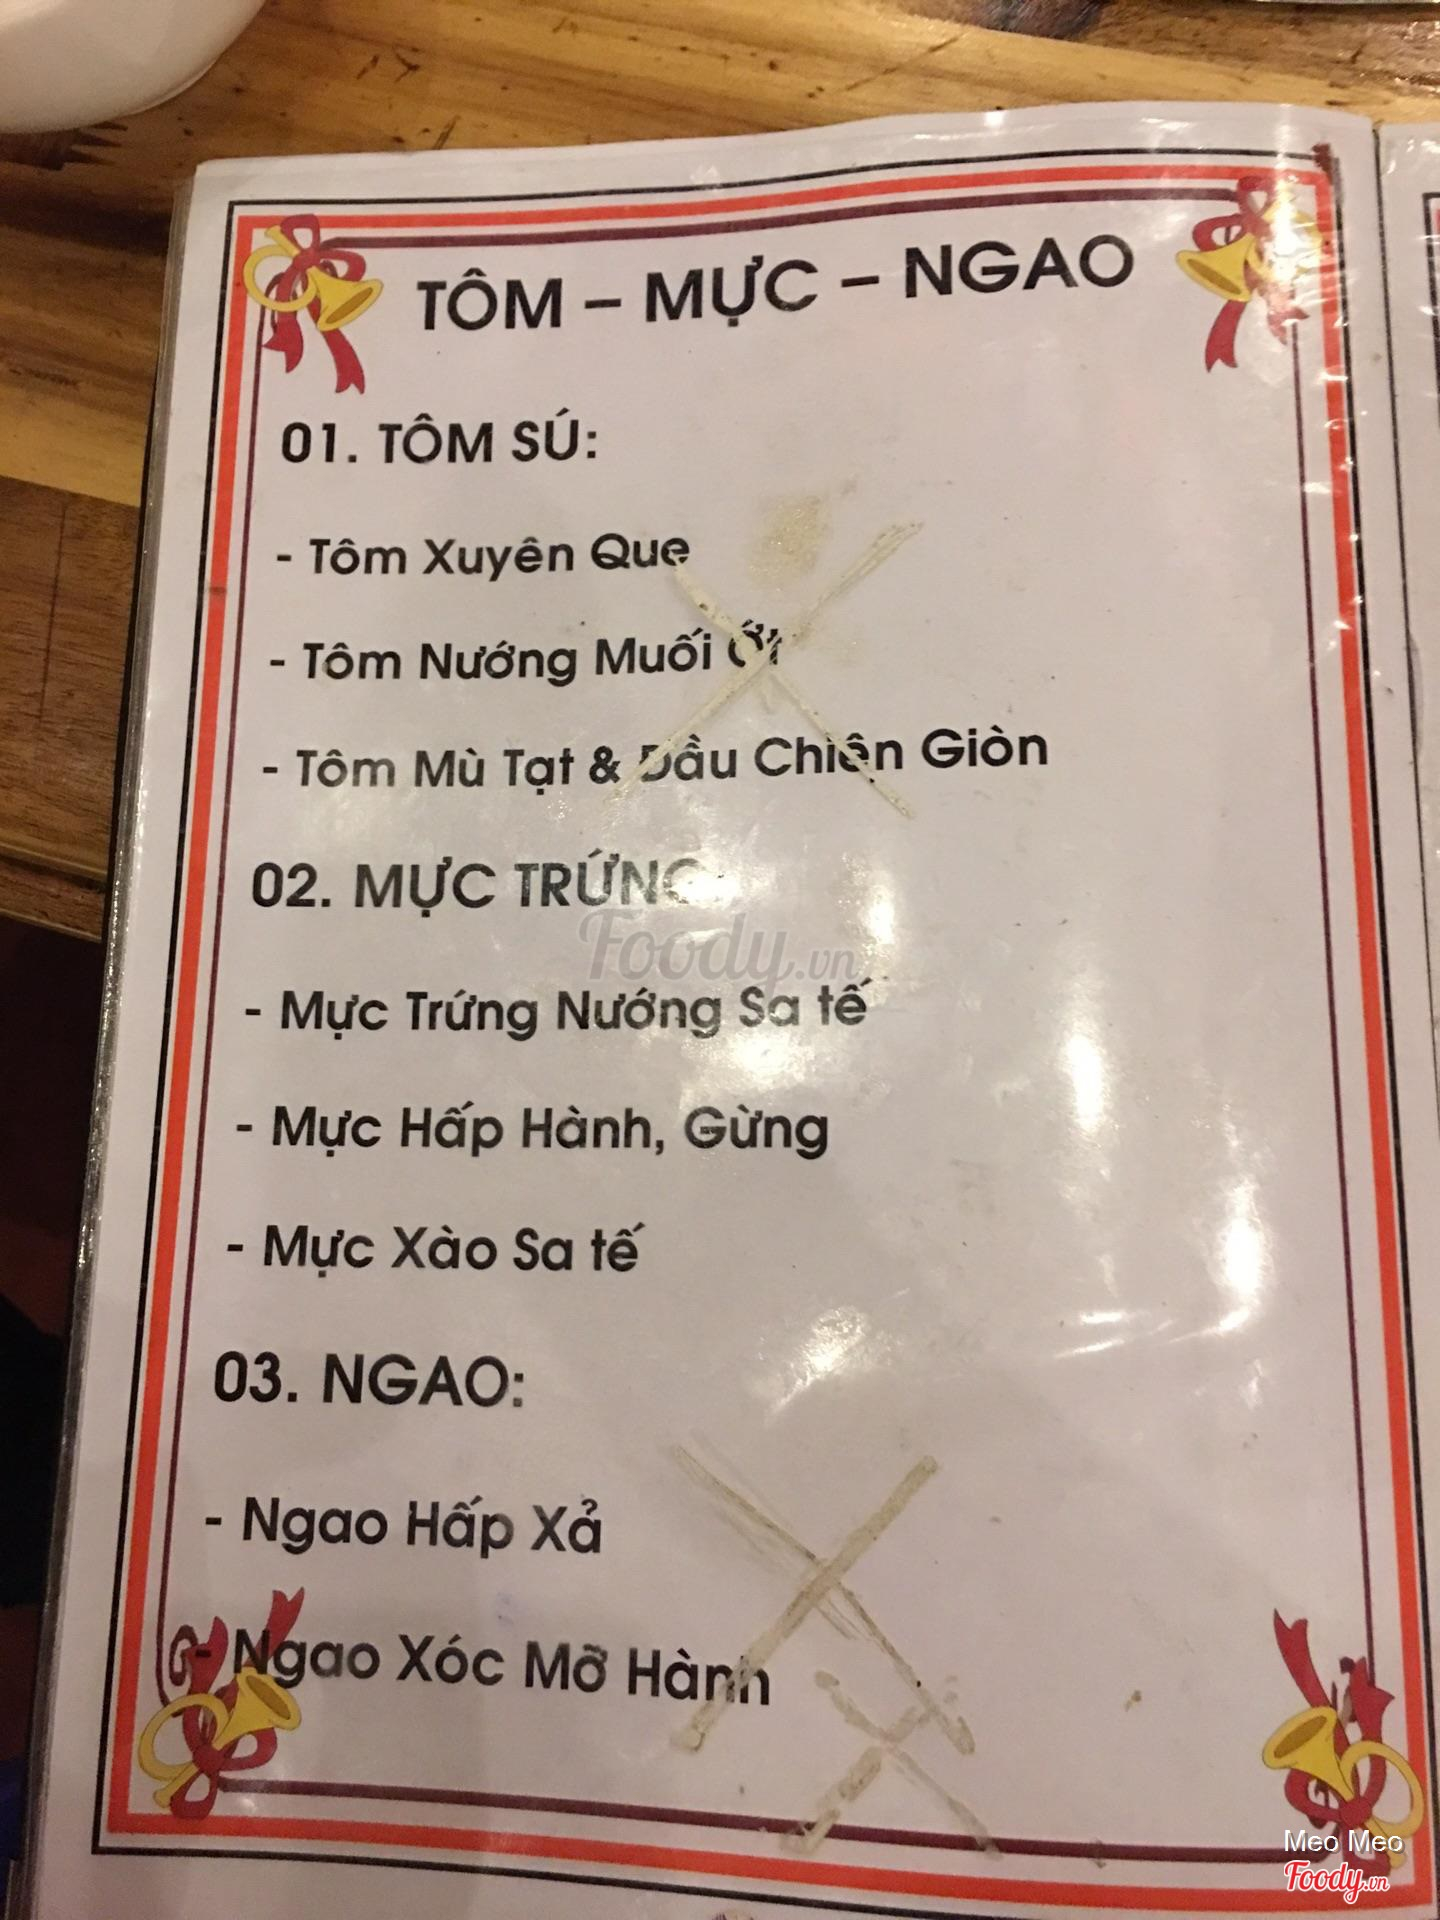 TÔM – MỰC – NGAO
01. TÔM SÚ:
- Tôm Xuyên Que
- Tôm Nướng Muối Ớt
- Tôm Mù Tạt & Dầu Chiên Giòn
02. MỰC TRỨNG
Foody.vn
- Mực Trứng Nướng Sa tế
- Mực Hấp Hành, Gừng
- Mực Xào Sa tế
03. NGAO:
- Ngao Hấp Xả
- Ngao Xóc Mỡ Hành
Meo Meo
Foody.vn